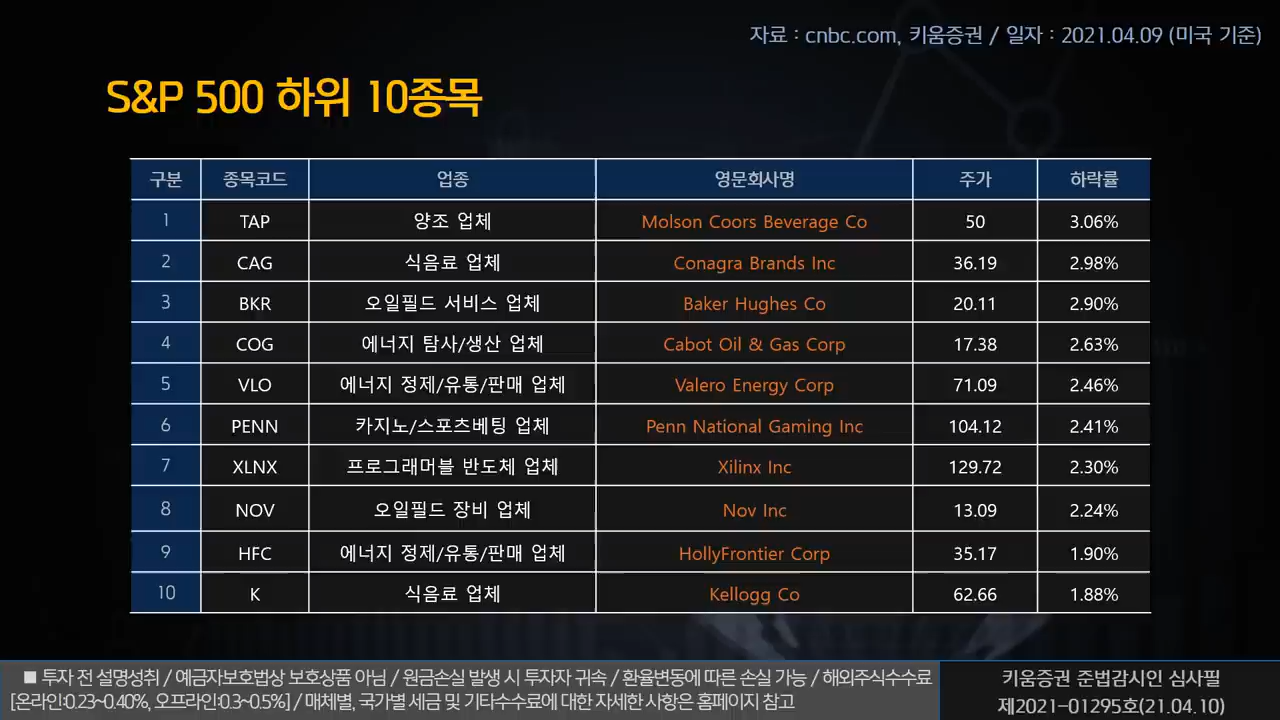 자료 : cnbc.com, 키움증권 / 일자 : 2021.04.09 (미국 기준)
S&P 500 하위 10종목
구분 종목코드 업종 영문회사명 주가 하락률
1 TAP 양조 업체 Molson Coors Beverage Co 50 3.06%
2 CAG 식음료 업체 Conagra Brands Inc 36.19 2.98%
3 BKR 오일필드 서비스 업체 Baker Hughes Co 20.11 2.90%
4 COG 에너지 탐사/생산 업체 Cabot Oil & Gas Corp 17.38 2.63%
5 VLO 에너지 정제/유통/판매 업체 Valero Energy Corp 71.09 2.46%
6 PENN 카지노/스포츠베팅 업체 Penn National Gaming Inc 104.12 2.41%
7 XLNX 프로그래머블 반도체 업체 Xilinx Inc 129.72 2.30%
8 NOV 오일필드 장비 업체 Nov Inc 13.09 2.24%
9 HFC 에너지 정제/유통/판매 업체 HollyFrontier Corp 35.17 1.90%
10 K 식음료 업체 Kellogg Co 62.66 1.88%
■ 투자 전 설명청취 / 예금자보호법상 보호상품 아님 / 원금손실 발생 시 투자자 귀속 / 환율변동에 따른 손실 가능 / 해외주식수수료
[온라인:0.23~0.40%, 오프라인:0.3~0.5%] / 매체별, 국가별 세금 및 기타수수료에 대한 자세한 사항은 홈페이지 참고
키움증권 준법감시인 심사필
제2021-01295호(21.04.10)